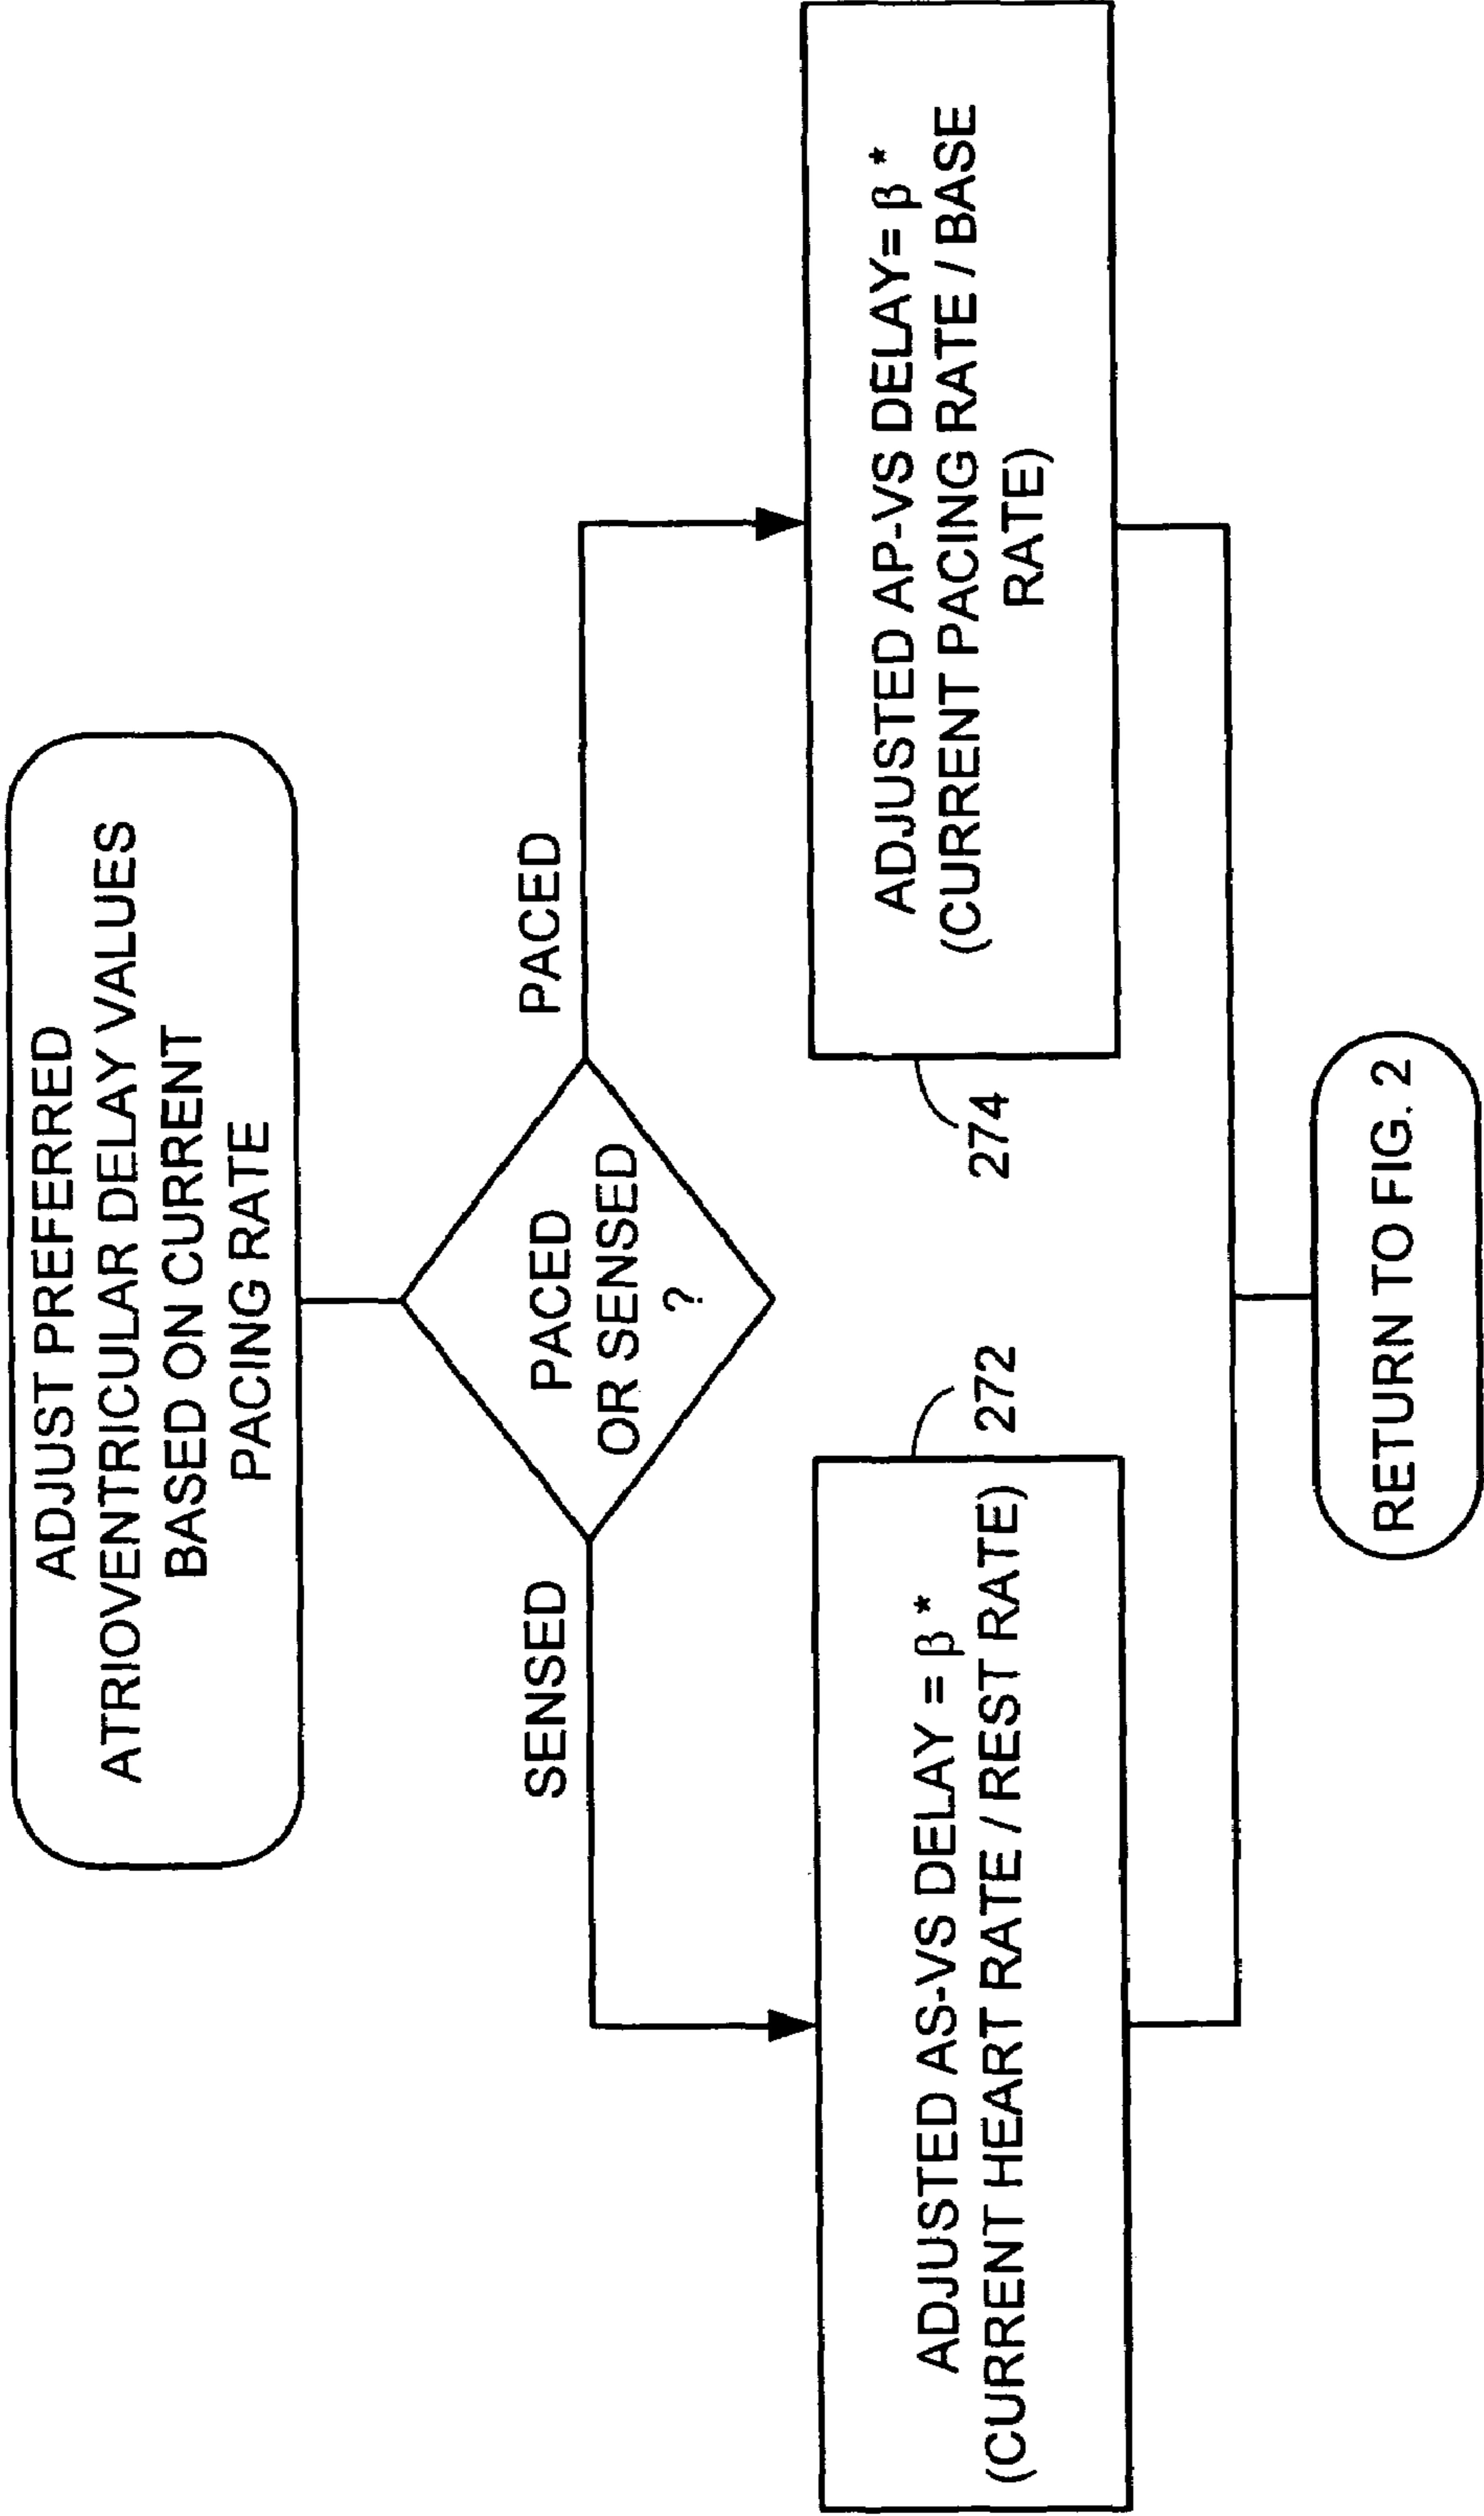 ADJUST PREFERRED
ATRIOVENTRICULAR DELAY VALUES
BASED ON CURRENT
PACING RATE
PACED
OR SENSED
?
SENSED
PACED
ADJUSTED AS-VS DELAY = β *
(CURRENT HEART RATE / REST RATE)
272
ADJUSTED AP-VS DELAY= β *
(CURRENT PACING RATE / BASE
RATE)
274
RETURN TO FIG. 2